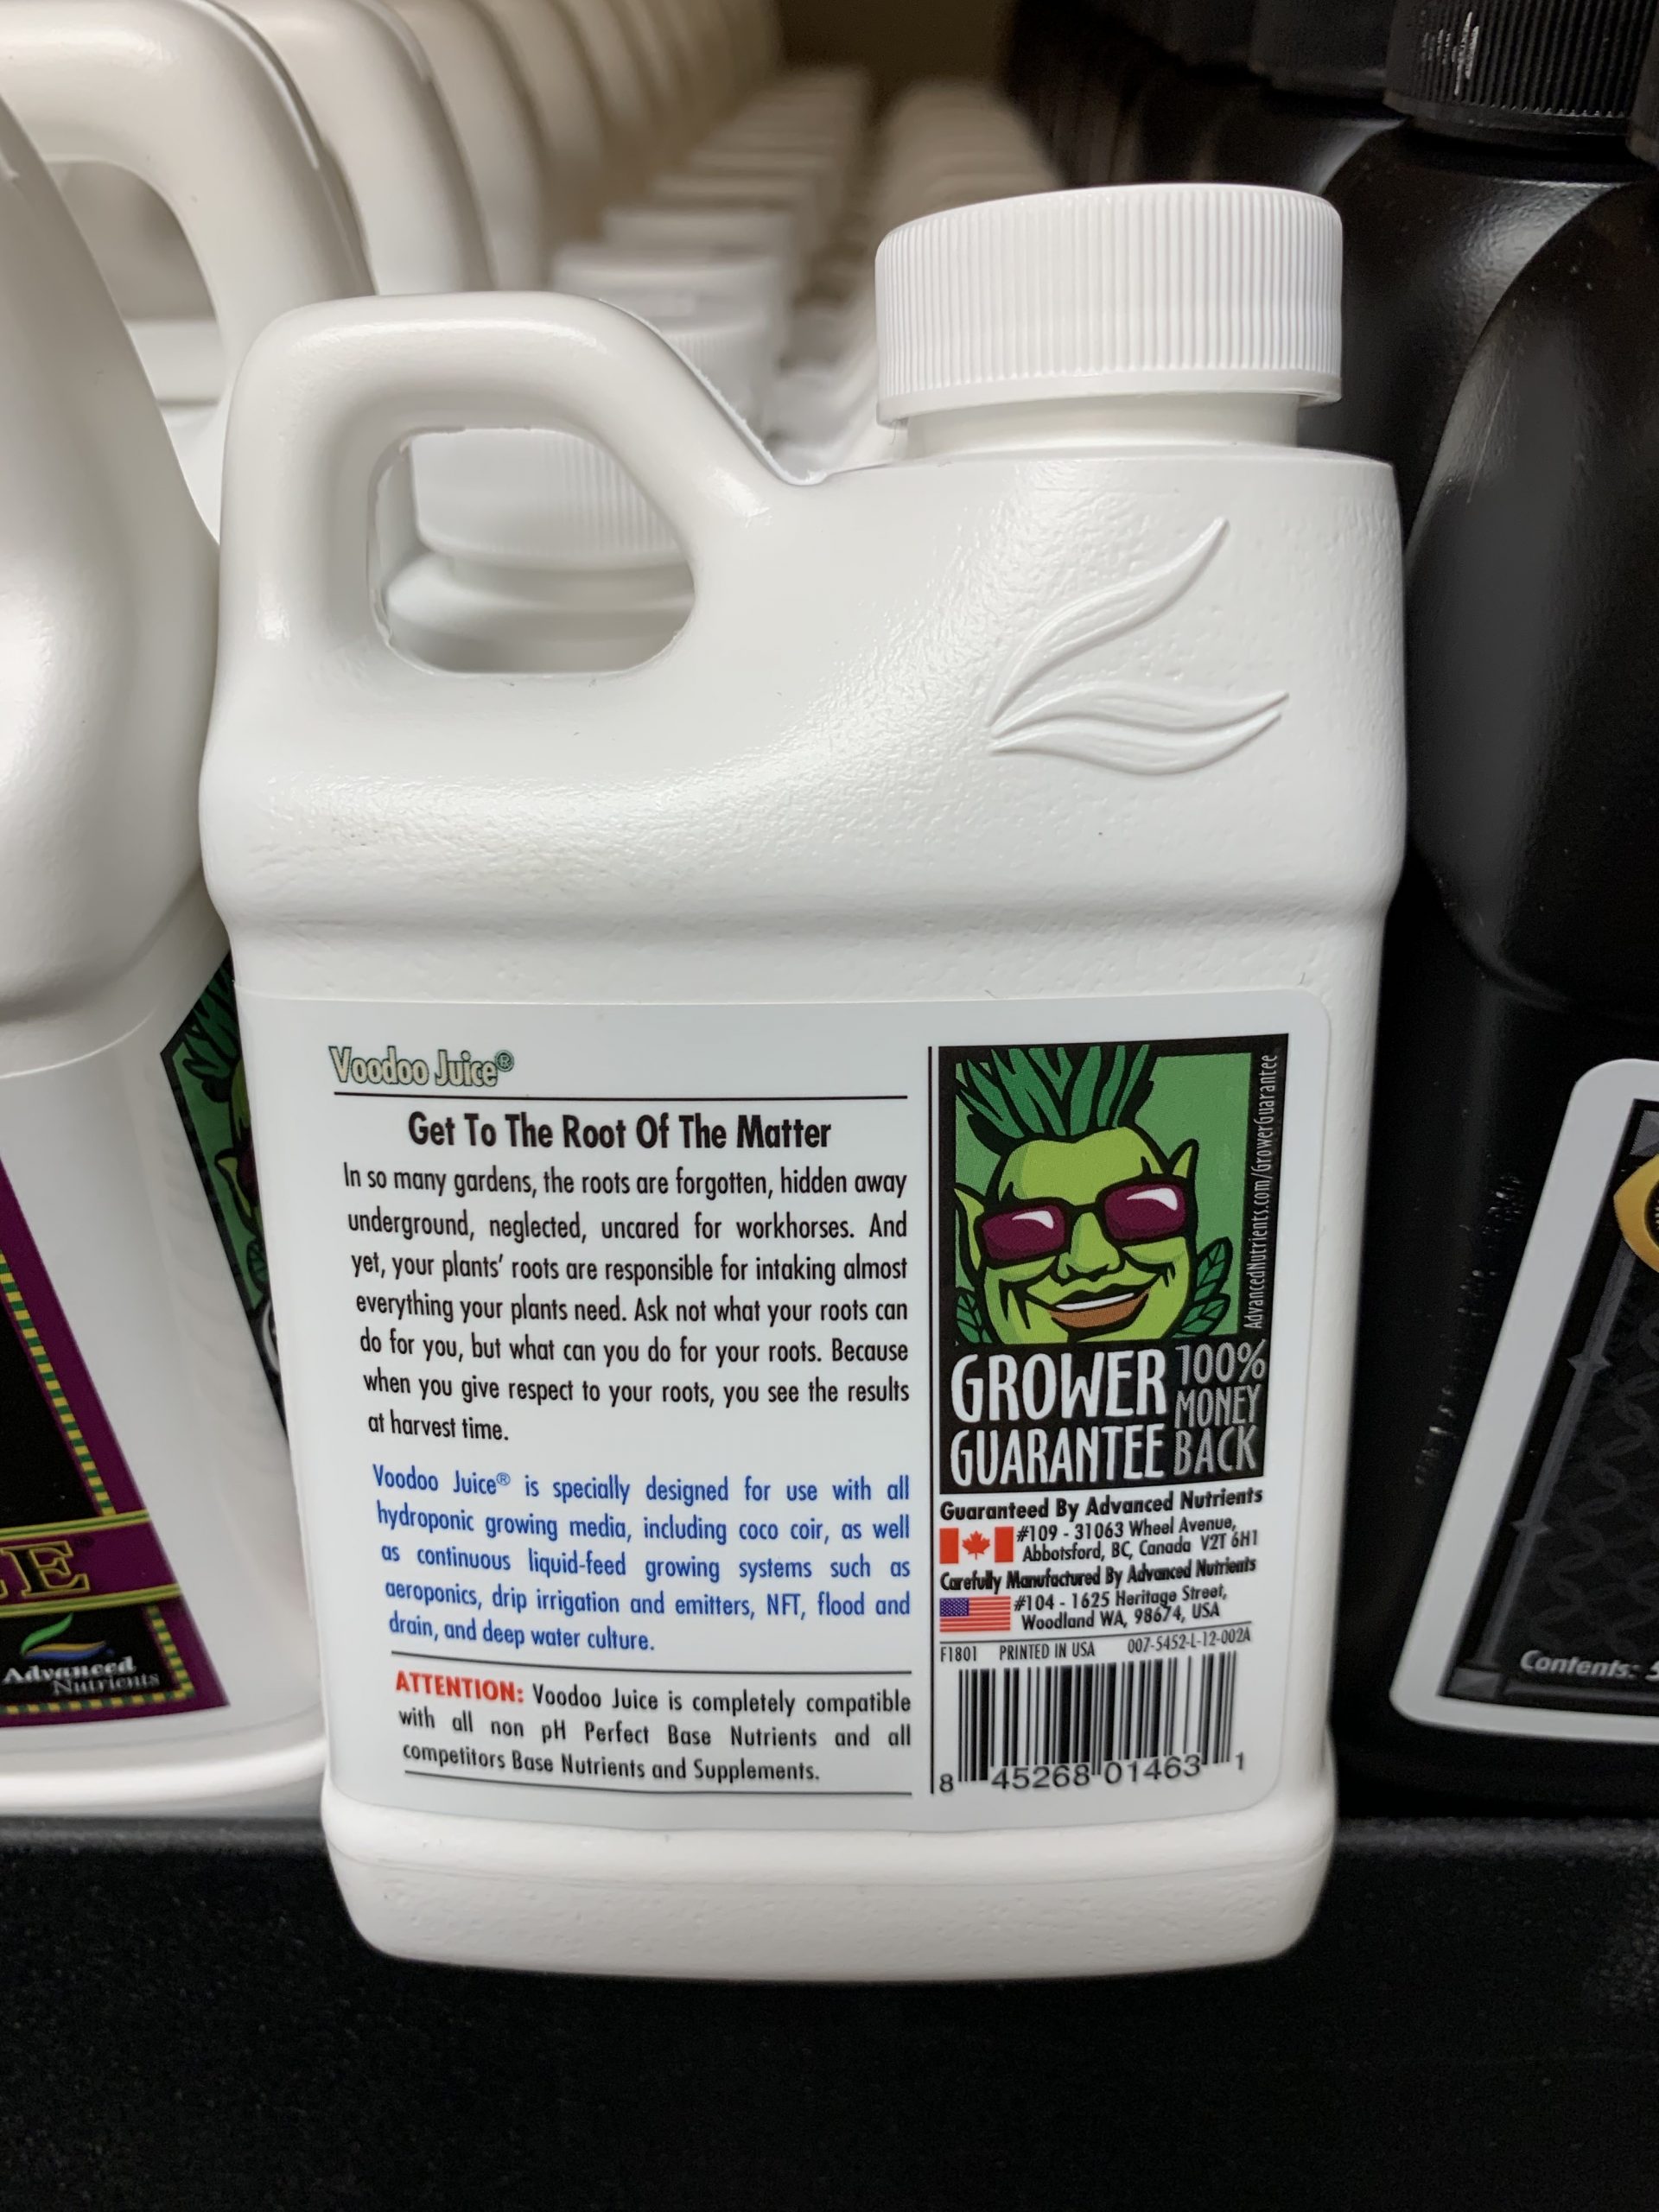 Voodoo Juice®
Get To The Root Of The Matter
In so many gardens, the roots are forgotten, hidden away
underground, neglected, uncared for workhorses. And
yet, your plants' roots are responsible for intaking almost
everything your plants need. Ask not what your roots can
do for you, but what can you do for your roots. Because
when you give respect to your roots, you see the results
at harvest time.
Voodoo Juice® is specially designed for use with all
hydroponic growing media, including coco coir, as well
as continuous liquid-feed growing systems such as
aeroponics, drip irrigation and emitters, NFT, flood and
drain, and deep water culture.
ATTENTION: Voodoo Juice is completely compatible
with all non pH Perfect Base Nutrients and all
competitors Base Nutrients and Supplements.
AdvancedNutrients.com/GrowerGuarantee
GROWER
GUARANTEE
100%
MONEY
BACK
Guaranteed By Advanced Nutrients
#109 - 31063 Wheel Avenue,
Abbotsford, BC, Canada V2T 6H1
Carefully Manufactured By Advanced Nutrients
#104 - 1625 Heritage Street,
Woodland WA, 98674, USA
F1801 PRINTED IN USA 007-5452-L-12-002A
8 45268 01463 1
Advanced
Nutrients
Contents: